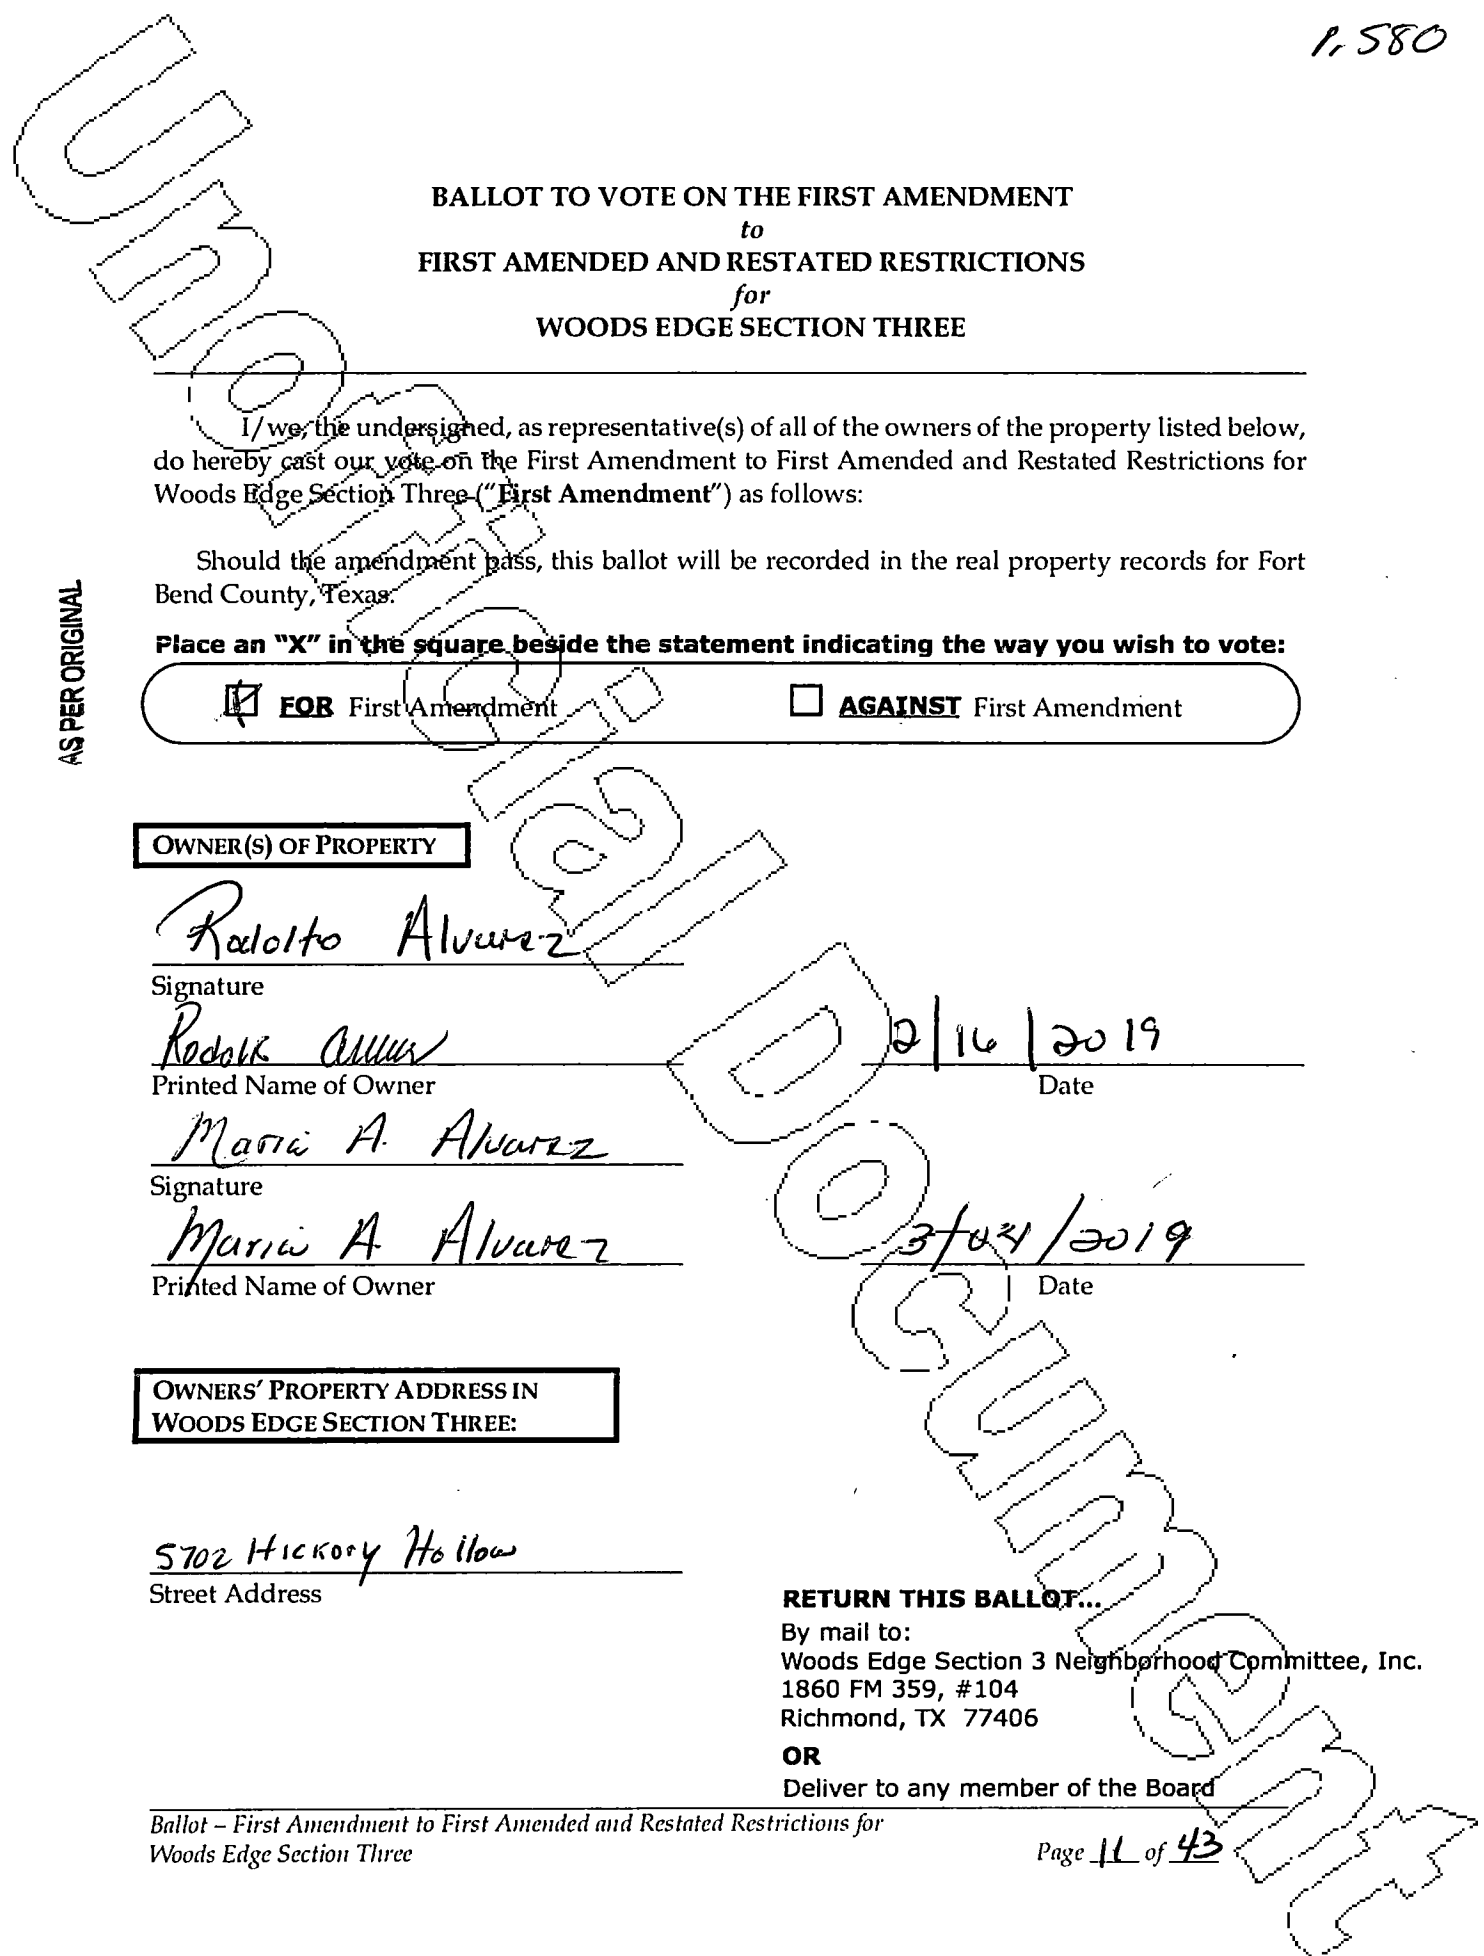 P. 580
BALLOT TO VOTE ON THE FIRST AMENDMENT
to
FIRST AMENDED AND RESTATED RESTRICTIONS
for
WOODS EDGE SECTION THREE
I/we, the undersigned, as representative(s) of all of the owners of the property listed below,
do hereby cast our vote on the First Amendment to First Amended and Restated Restrictions for
Woods Edge Section Three ("First Amendment") as follows:
Should the amendment pass, this ballot will be recorded in the real property records for Fort
Bend County, Texas.
AS PER ORIGINAL
Place an "X" in the square beside the statement indicating the way you wish to vote:
FOR First Amendment AGAINST First Amendment
OWNER(S) OF PROPERTY
Rodolfo Alvarez
Signature
2/16/2019
Printed Name of Owner Date
Maria A. Alvarez
Signature
Maria A. Alvarez 3/04/2019
Printed Name of Owner Date
OWNERS' PROPERTY ADDRESS IN
WOODS EDGE SECTION THREE:
5702 Hickory Hollow
Street Address
RETURN THIS BALLOT...
By mail to:
Woods Edge Section 3 Neighborhood Committee, Inc.
1860 FM 359, #104
Richmond, TX 77406
OR
Deliver to any member of the Board
Ballot – First Amendment to First Amended and Restated Restrictions for
Woods Edge Section Three
Page 11 of 43
Unofficial Document